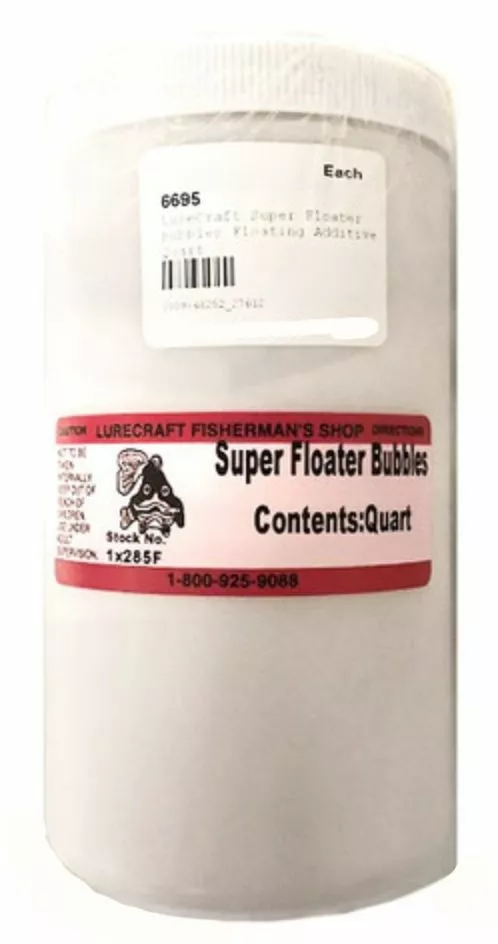 Each
6695
LureCraft Super Floater
Bubbles Floating Additive
Quart
CAUTION LURECRAFT FISHERMAN'S SHOP DIRECTIONS
NOT TO BE
TAKEN
INTERNALLY
KEEP OUT OF
REACH OF
CHILDREN
USE UNDER
ADULT
SUPERVISION.
Super Floater Bubbles
Contents:Quart
Stock No.
1x285F
1-800-925-9088